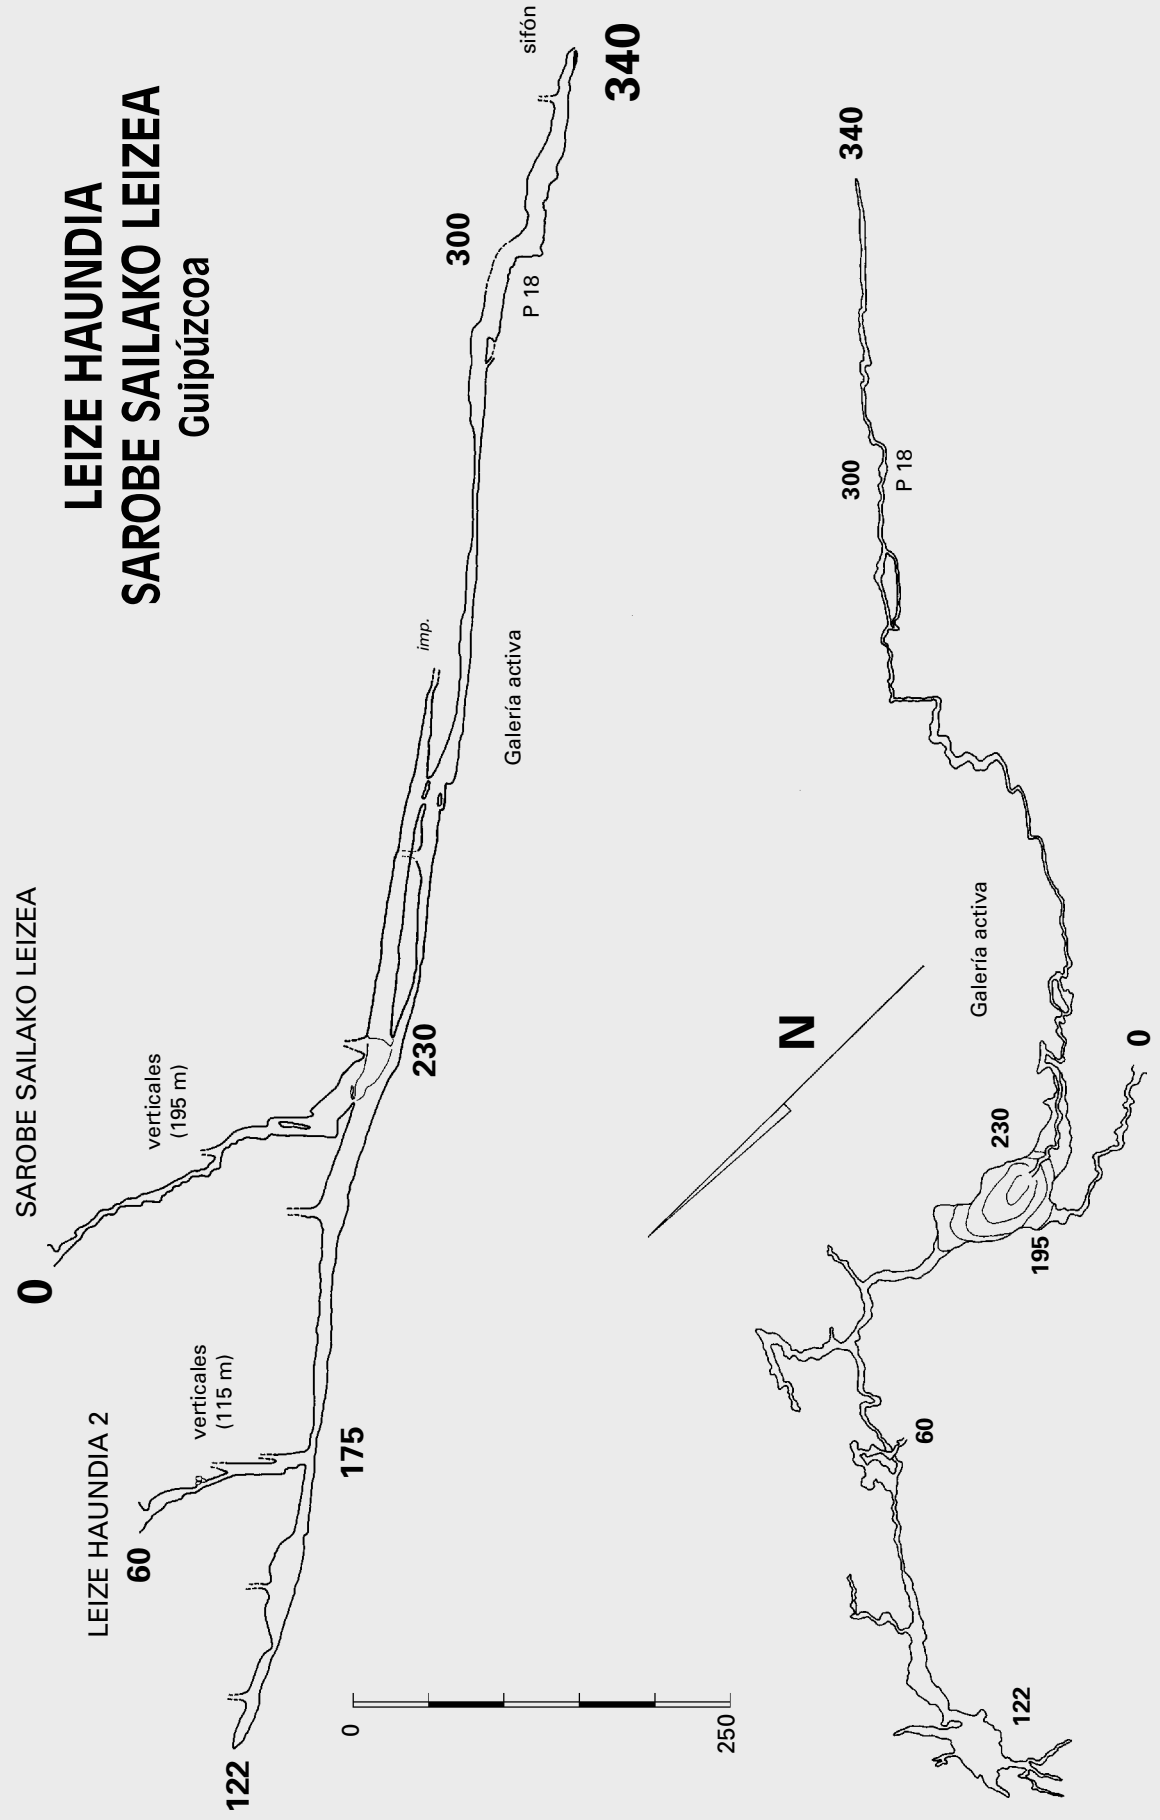 LEIZE HAUNDIA
SAROBE SAILAKO LEIZEA
Guipúzcoa
SAROBE SAILAKO LEIZEA
0
verticales
(195 m)
LEIZE HAUNDIA 2
60
verticales
(115 m)
122
175
230
imp.
Galería activa
300
P 18
sifón
340
0
250
N
340
300
P 18
Galería activa
0
230
195
60
122